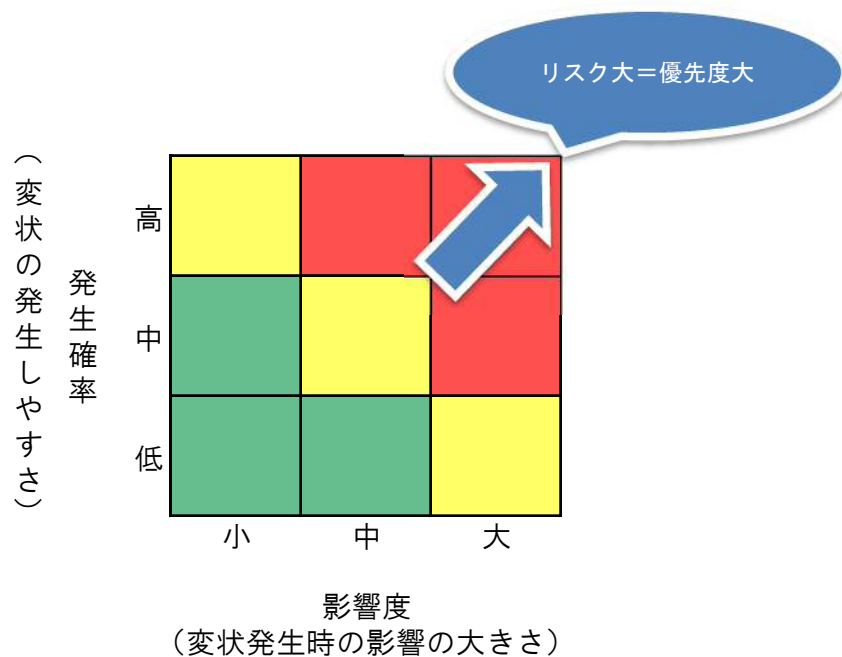 リスク大＝優先度大
（変状の発生しやすさ）
発生確率
高
中
低
小
中
大
影響度
（変状発生時の影響の大きさ）